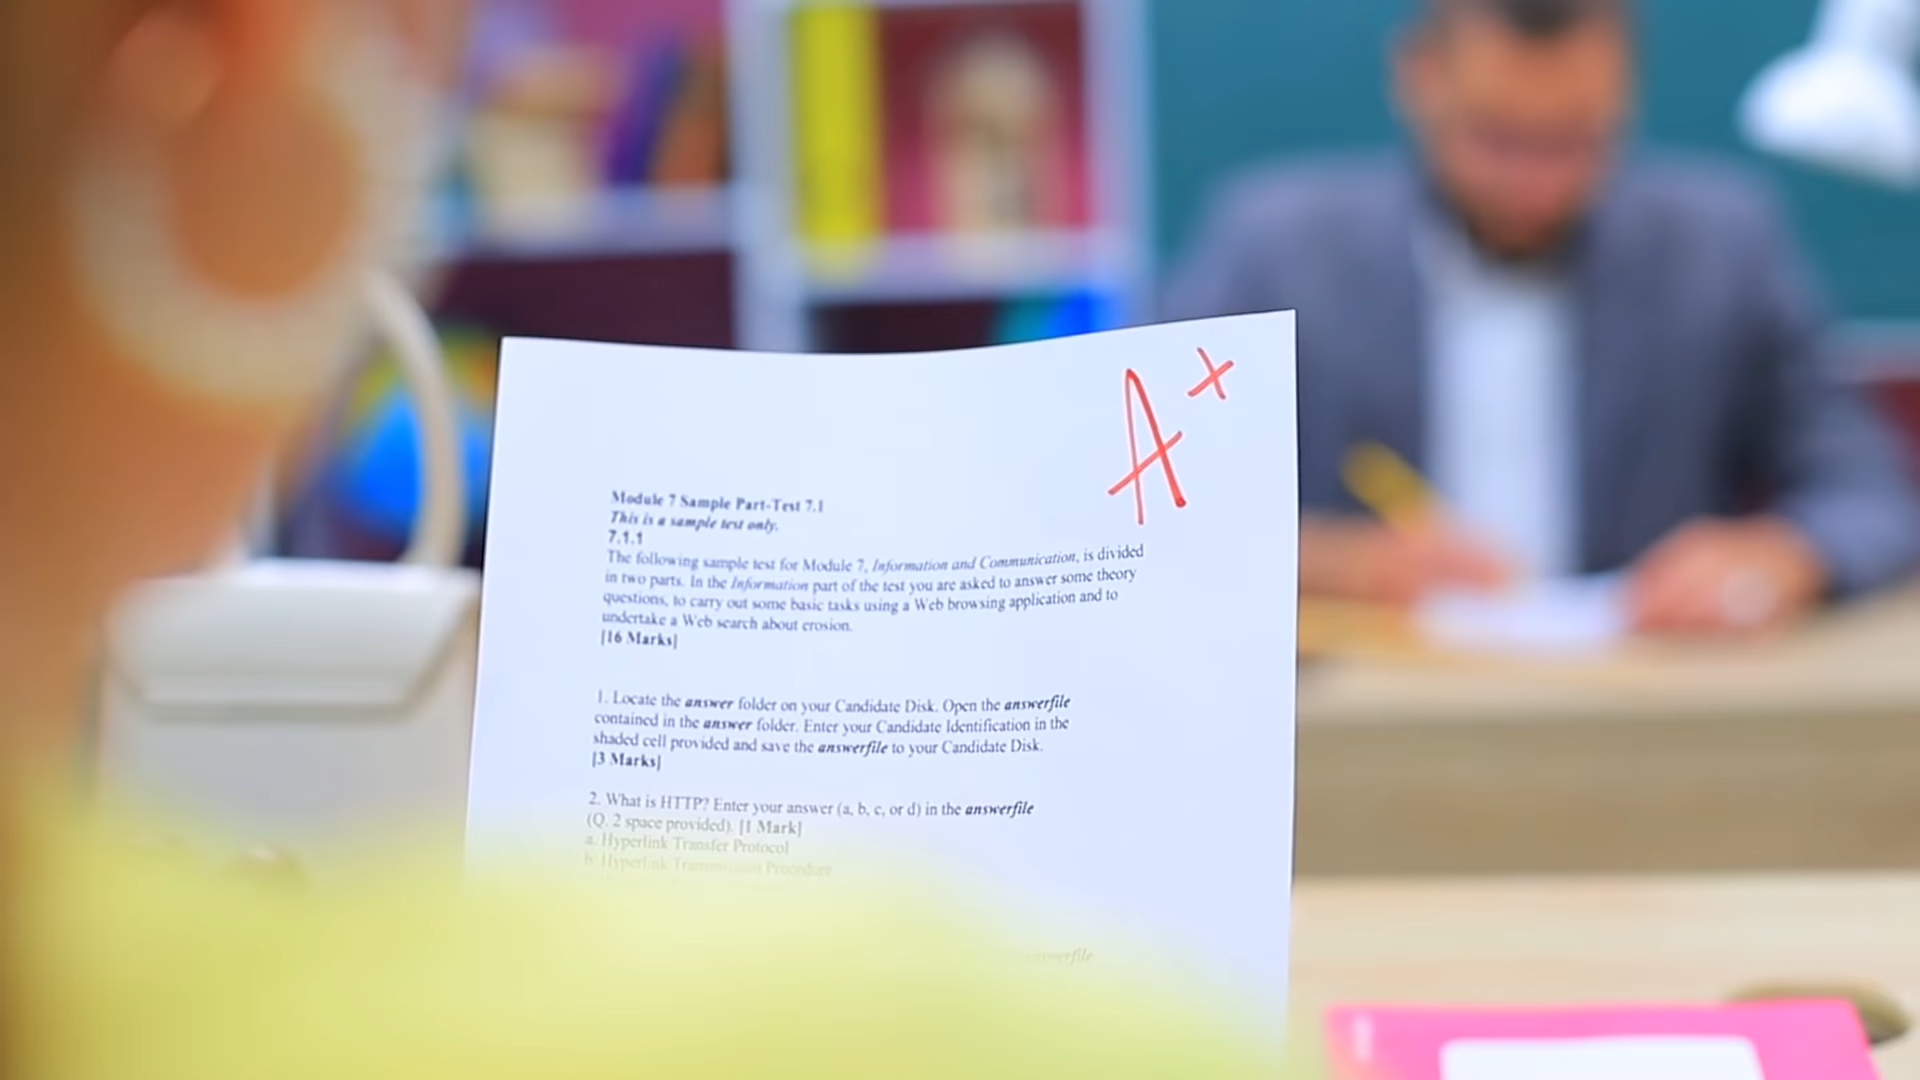 A+
Module 7 Sample Part-Test 7.1
This is a sample test only.
7.1.1
The following sample test for Module 7, Information and Communication, is divided
in two parts. In the Information part of the test you are asked to answer some theory
questions, to carry out some basic tasks using a Web browsing application and to
undertake a Web search about erosion.
[16 Marks]
1. Locate the answer folder on your Candidate Disk. Open the answerfile
contained in the answer folder. Enter your Candidate Identification in the
shaded cell provided and save the answerfile to your Candidate Disk.
[3 Marks]
2. What is HTTP? Enter your answer (a, b, c, or d) in the answerfile
(Q. 2 space provided). [1 Mark]
a. Hyperlink Transfer Protocol
b. Hyperlink Transmission Procedure
answerfile